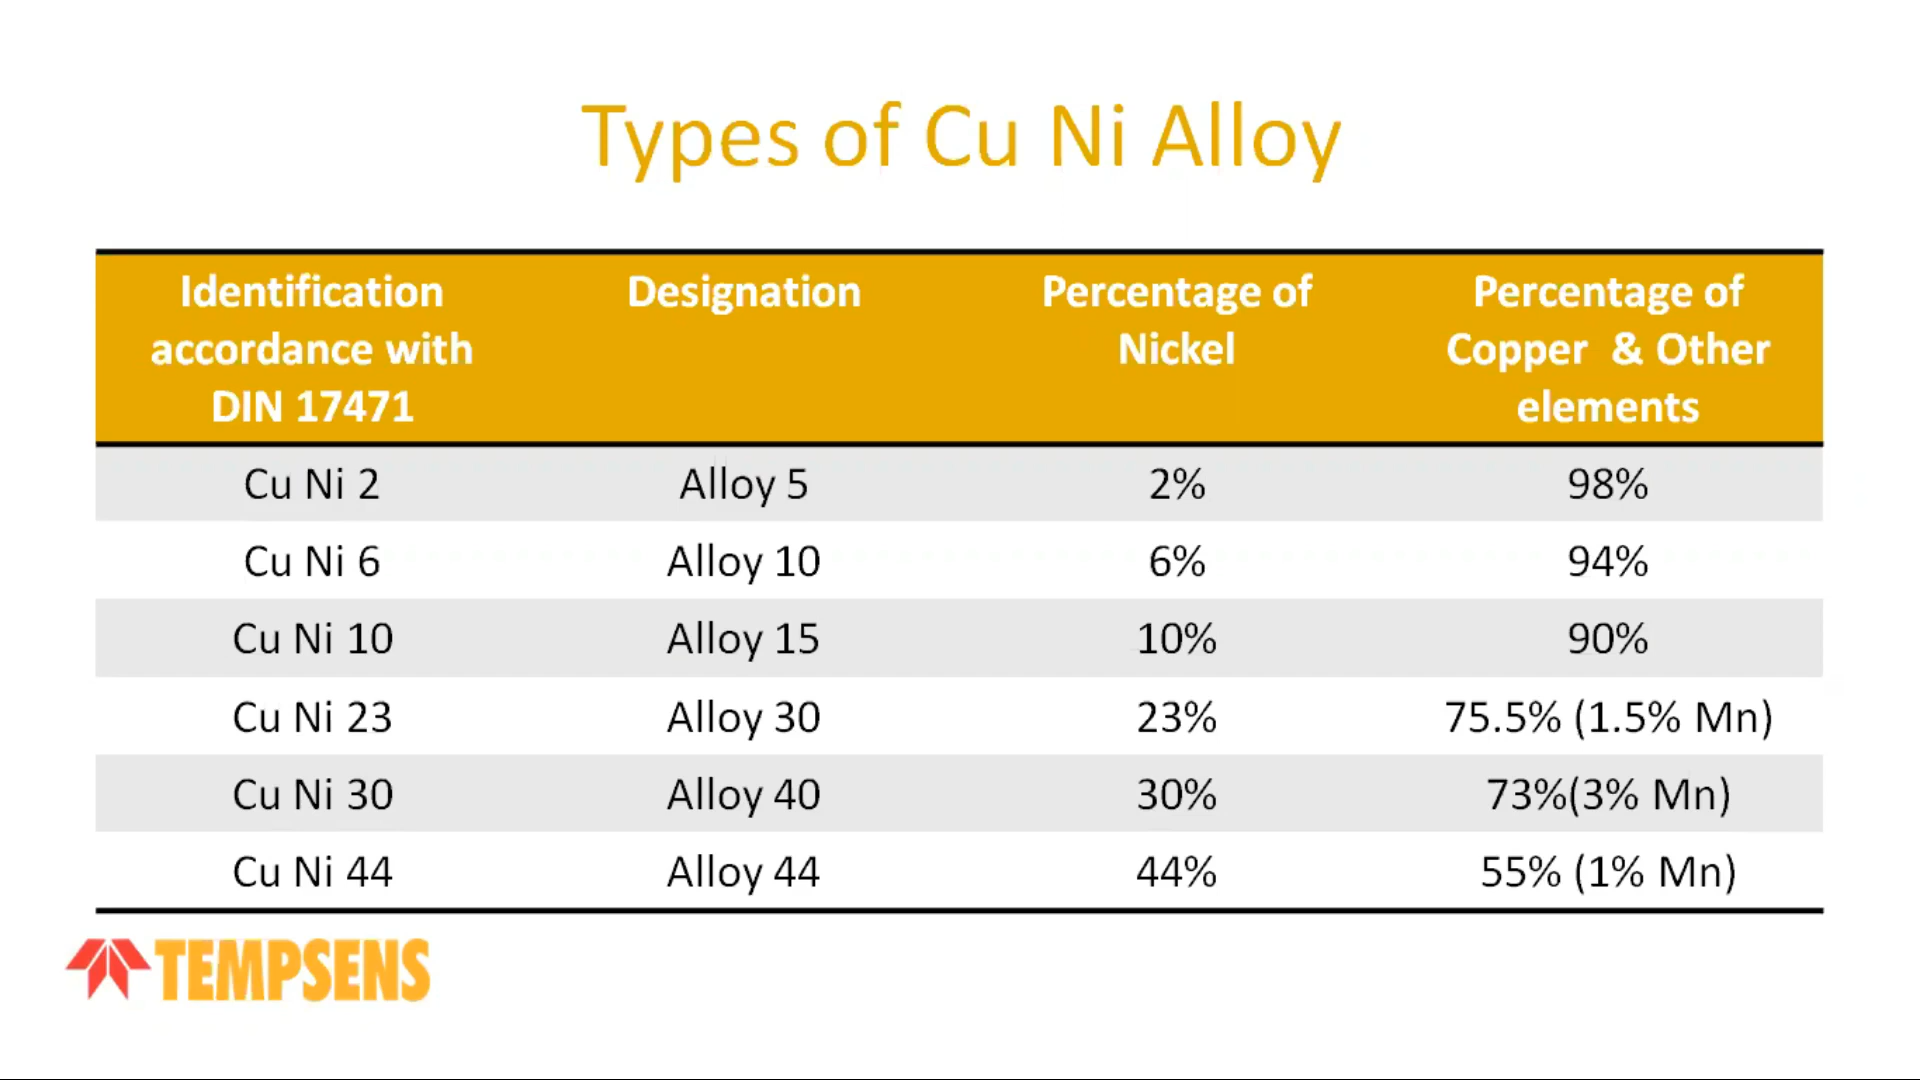 Types of Cu Ni Alloy
Identification accordance with DIN 17471 Designation Percentage of Nickel Percentage of Copper & Other elements
Cu Ni 2 Alloy 5 2% 98%
Cu Ni 6 Alloy 10 6% 94%
Cu Ni 10 Alloy 15 10% 90%
Cu Ni 23 Alloy 30 23% 75.5% (1.5% Mn)
Cu Ni 30 Alloy 40 30% 73%(3% Mn)
Cu Ni 44 Alloy 44 44% 55% (1% Mn)
TEMPSENS